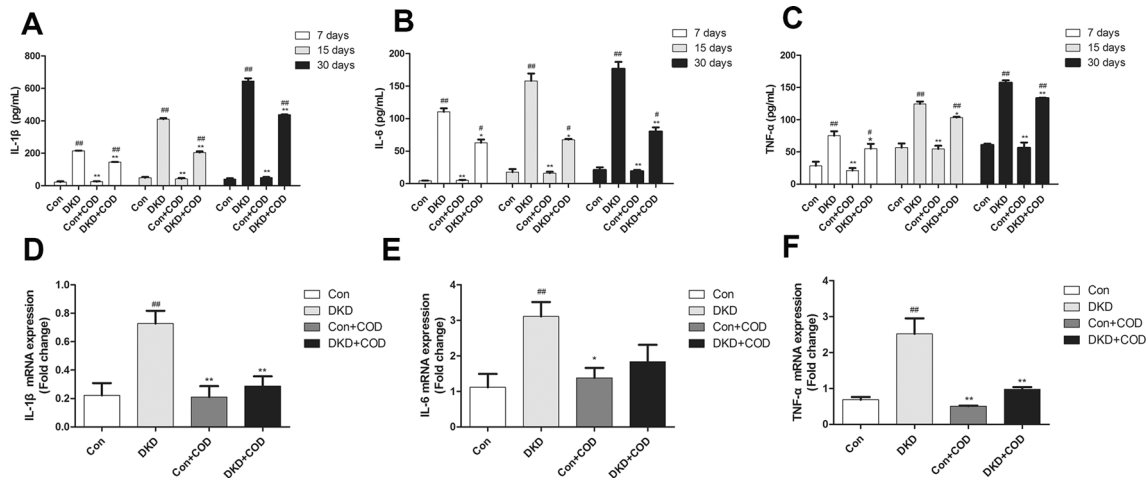 A
7 days
15 days
30 days
IL-1β (pg/mL)
800
600
400
200
0
##
##
**
**
##
##
**
**
##
##
**
**
Con
DKD
Con+COD
DKD+COD
Con
DKD
Con+COD
DKD+COD
Con
DKD
Con+COD
DKD+COD
B
7 days
15 days
30 days
IL-6 (pg/mL)
200
150
100
50
0
##
#
*
**
##
#
*
**
##
#
**
**
Con
DKD
Con+COD
DKD+COD
Con
DKD
Con+COD
DKD+COD
Con
DKD
Con+COD
DKD+COD
C
7 days
15 days
30 days
TNF-α (pg/mL)
200
150
100
50
0
##
#
*
**
##
##
*
**
##
##
**
**
Con
DKD
Con+COD
DKD+COD
Con
DKD
Con+COD
DKD+COD
Con
DKD
Con+COD
DKD+COD
D
IL-1β mRNA expression
(Fold change)
1.0
0.8
0.6
0.4
0.2
0.0
##
**
**
Con
DKD
Con+COD
DKD+COD
Con
DKD
Con+COD
DKD+COD
E
IL-6 mRNA expression
(Fold change)
4
3
2
1
0
##
*
Con
DKD
Con+COD
DKD+COD
Con
DKD
Con+COD
DKD+COD
F
TNF-α mRNA expression
(Fold change)
4
3
2
1
0
##
**
**
Con
DKD
Con+COD
DKD+COD
Con
DKD
Con+COD
DKD+COD